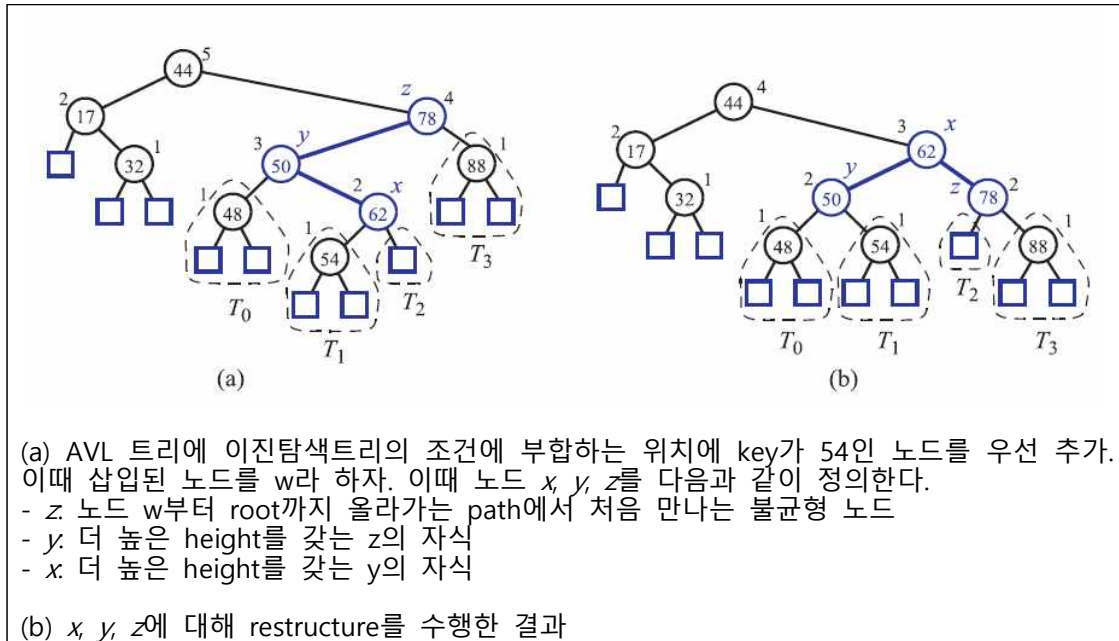 5
44
z
2
4
17
78
y
3
1
1
50
32
88
x
1
2
48
62
1
T3
54
T0
T2
T1
(a)
4
44
x
3
2
62
17
y
z
1
2
2
50
78
32
1
1
1
48
54
88
T2
T0
T1
T3
(b)
(a) AVL 트리에 이진탐색트리의 조건에 부합하는 위치에 key가 54인 노드를 우선 추가.
이때 삽입된 노드를 w라 하자. 이때 노드 x, y, z를 다음과 같이 정의한다.
- z: 노드 w부터 root까지 올라가는 path에서 처음 만나는 불균형 노드
- y: 더 높은 height를 갖는 z의 자식
- x: 더 높은 height를 갖는 y의 자식
(b) x, y, z에 대해 restructure를 수행한 결과